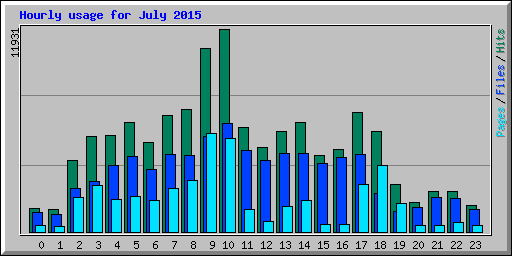 Hourly usage for July 2015
11931
Pages/Files/Hits
0 1 2 3 4 5 6 7 8 9 10 11 12 13 14 15 16 17 18 19 20 21 22 23